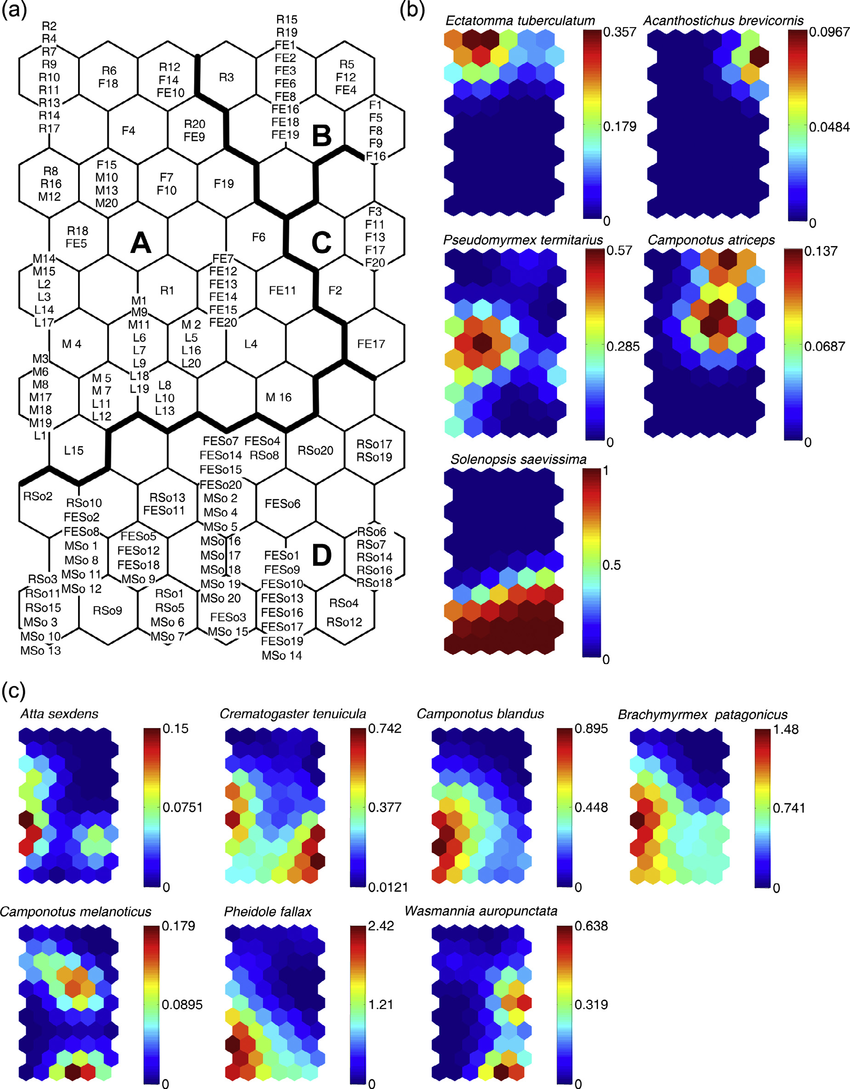 (a)
R2
R4
R7
R9
R10
R11
R13
R14
R17
R6
F18
R12
F14
FE10
R3
R15
R19
FE1
FE2
FE3
FE6
FE8
FE16
FE18
FE19
R5
F12
FE4
F4
R20
FE9
B
F1
F5
F8
F9
F16
R8
R16
M12
F15
M10
M13
M20
F7
F10
F19
R18
FE5
A
F6
C
F3
F11
F13
F17
F20
M14
M15
L2
L3
L14
L17
R1
FE7
FE12
FE13
FE14
FE15
FE20
FE11
F2
M1
M9
M11
L6
L7
L9
L18
L19
M 4
M 2
L5
L16
L20
L4
FE17
M3
M6
M8
M17
M18
M19
L1
M 5
M 7
L11
L12
L8
L10
L13
M 16
L15
FESo7
FESo14
FESo15
FESo20
MSo 2
MSo 4
MSo 5
MSo16
MSo 17
MSo 18
MSo 19
MSo 20
FESo4
RSo8
RSo20
RSo17
RSo19
RSo2
RSo10
FESo2
FESo8
MSo 1
MSo 8
MSo 11
MSo 12
RSo13
FESo11
FESo6
FESo5
FESo12
FESo18
MSo 9
D
FESo1
FESo9
FESo10
FESo13
FESo16
FESo17
FESo19
MSo 14
RSo6
RSo7
RSo14
RSo16
RSo18
RSo3
RSo11
RSo15
MSo 3
MSo 10
MSo 13
RSo9
RSo1
RSo5
MSo 6
MSo 7
FESo3
MSo 15
RSo4
RSo12
(b)
Ectatomma tuberculatum
0.357
0.179
0
Acanthostichus brevicornis
0.0967
0.0484
0
Pseudomyrmex termitarius
0.57
0.285
0
Camponotus atriceps
0.137
0.0687
0
Solenopsis saevissima
1
0.5
0
(c)
Atta sexdens
0.15
0.0751
0
Crematogaster tenuicula
0.742
0.377
0.0121
Camponotus blandus
0.895
0.448
0
Brachymyrmex patagonicus
1.48
0.741
0
Camponotus melanoticus
0.179
0.0895
0
Pheidole fallax
2.42
1.21
0
Wasmannia auropunctata
0.638
0.319
0